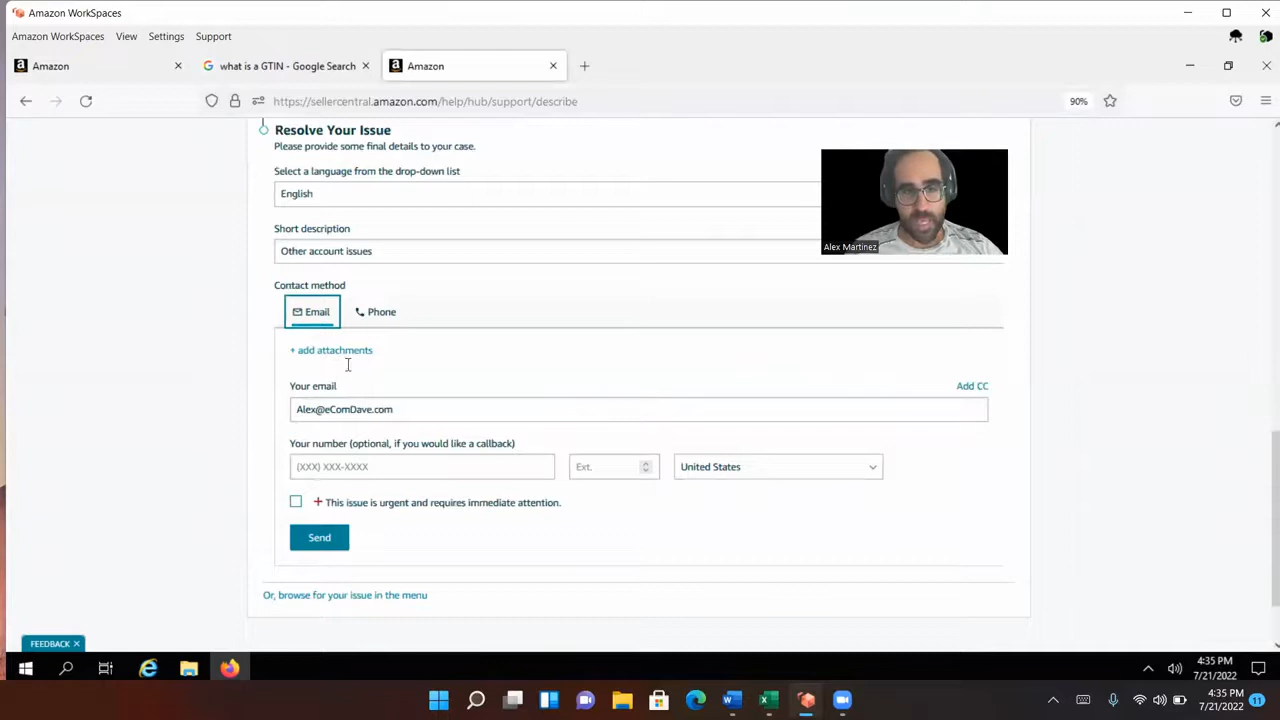 Amazon WorkSpaces
Amazon WorkSpaces View Settings Support
Amazon
what is a GTIN - Google Search
Amazon
https://sellercentral.amazon.com/help/hub/support/describe
90%
Resolve Your Issue
Please provide some final details to your case.
Select a language from the drop-down list
English
Short description
Other account issues
Alex Martinez
Contact method
Email
Phone
+ add attachments
Your email
Add CC
Alex@eComDave.com
Your number (optional, if you would like a callback)
(XXX) XXX-XXXX
Ext.
United States
+ This issue is urgent and requires immediate attention.
Send
Or, browse for your issue in the menu
FEEDBACK ×
4:35 PM
7/21/2022
4:35 PM
7/21/2022
11